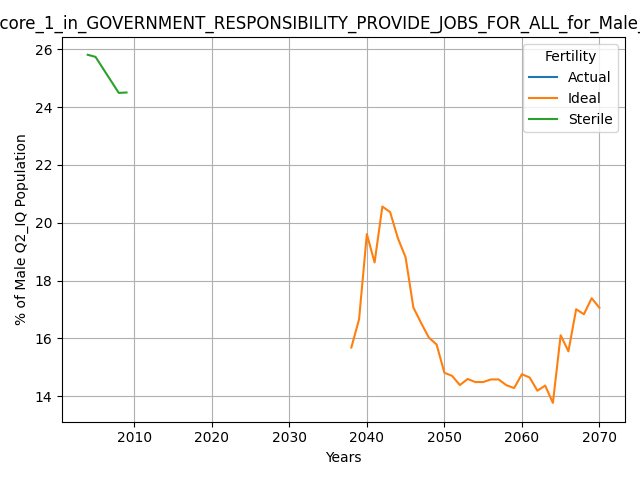 core_1_in_GOVERNMENT_RESPONSIBILITY_PROVIDE_JOBS_FOR_ALL_for_Male_
Fertility
Actual
Ideal
Sterile
% of Male Q2_IQ Population
26
24
22
20
18
16
14
2010 2020 2030 2040 2050 2060 2070
Years